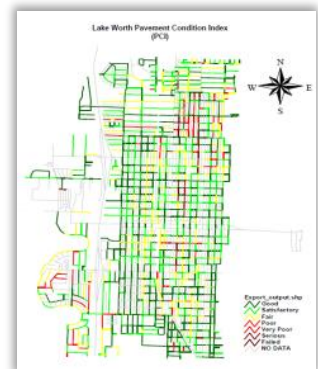 Lake Worth Pavement Condition Index
(PCI)
N
W
E
S
Export_output.shp
Good
Satisfactory
Fair
Poor
Very Poor
Serious
Failed
NO DATA